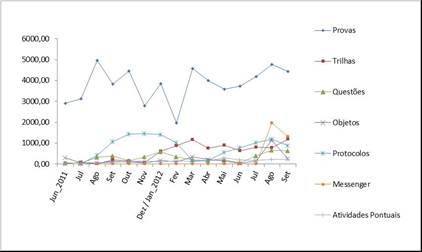 6000,00
5000,00
4000,00
3000,00
2000,00
1000,00
0,00
Jun_2011
Jul
Ago
Set
Out
Nov
Dez / Jan_2012
Fev
Mar
Abr
Mai
Jun
Jul
Ago
Set
Provas
Trilhas
Questões
Objetos
Protocolos
Messenger
Atividades Pontuais